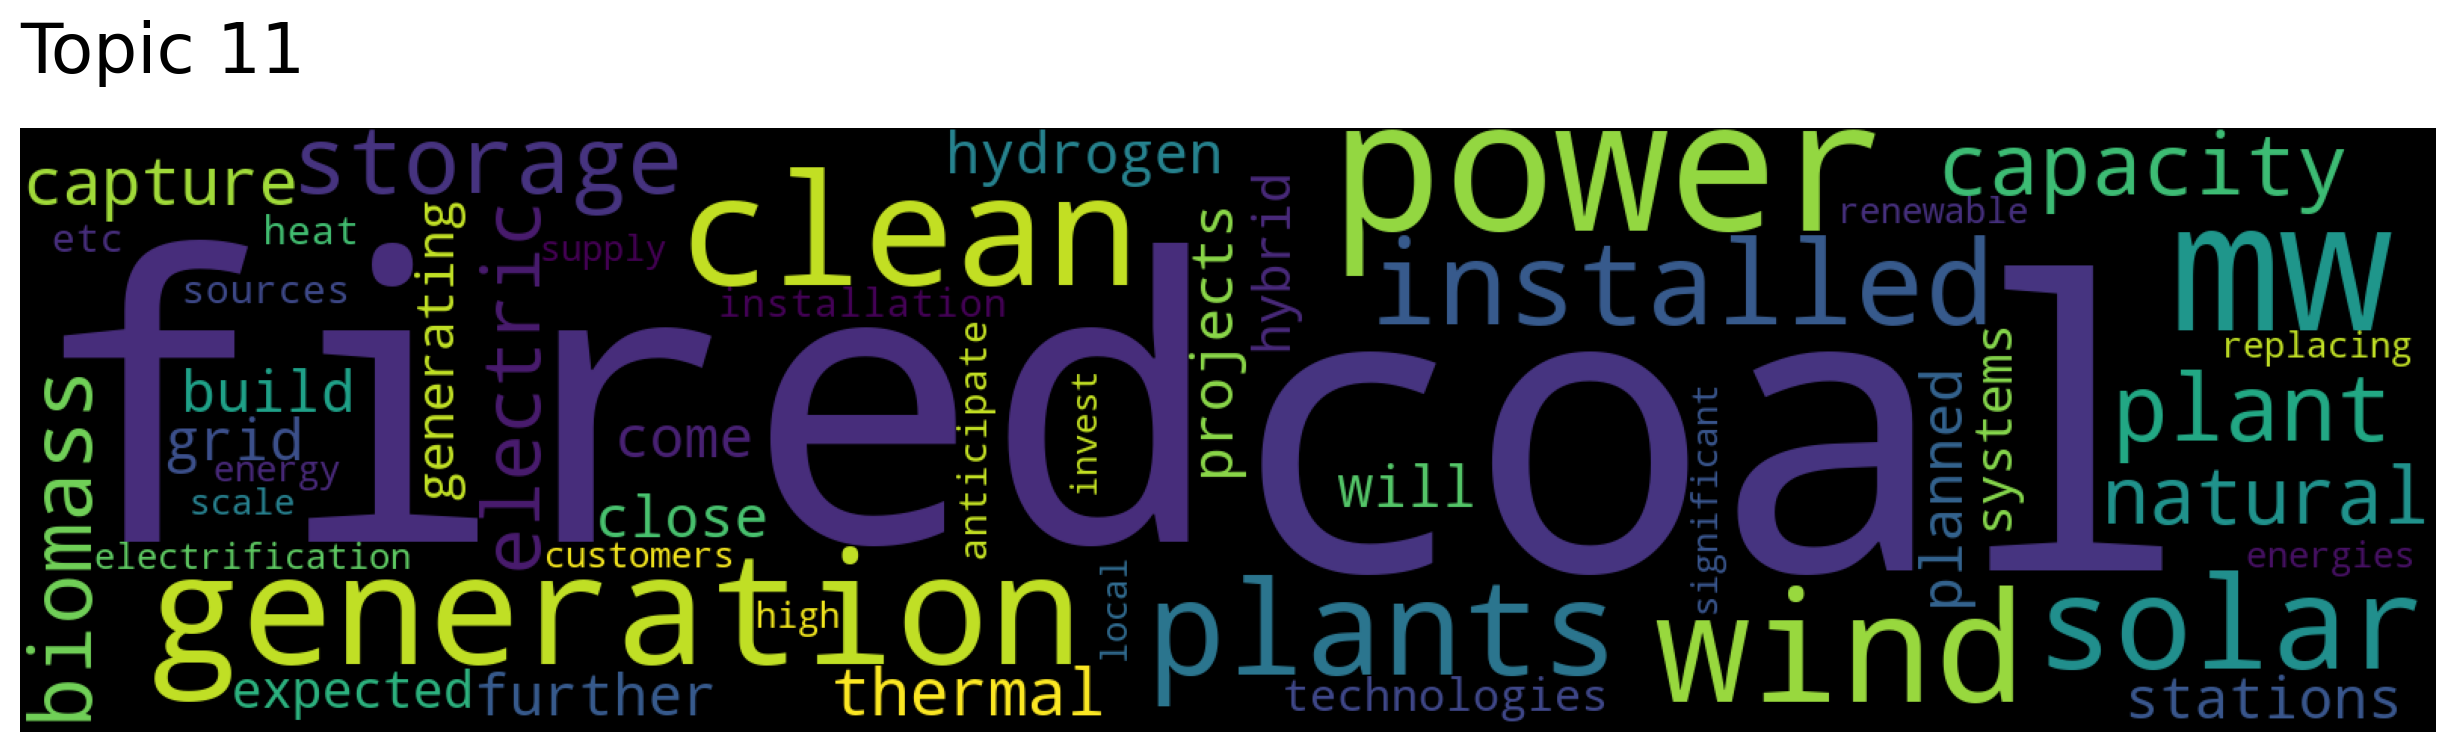 Topic 11
capture
storage
hydrogen
power
capacity
etc
heat
generating
electric
supply
clean
projects
hybrid
renewable
mw
sources
installation
installed
replacing
fired
coal
biomass
build
grid
energy
scale
come
anticipate
invest
will
significant
planned
systems
plant
natural
close
electrification
customers
energies
generation
high
local
plants
wind
solar
expected
further
thermal
technologies
stations